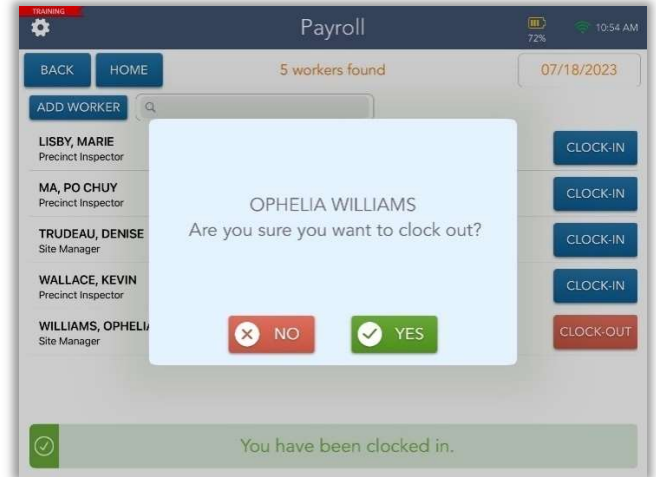 TRAINING
Payroll
72%
10:54 AM
BACK
HOME
5 workers found
07/18/2023
ADD WORKER
LISBY, MARIE
Precinct Inspector
CLOCK-IN
MA, PO CHUY
Precinct Inspector
CLOCK-IN
TRUDEAU, DENISE
Site Manager
CLOCK-IN
WALLACE, KEVIN
Precinct Inspector
CLOCK-IN
WILLIAMS, OPHELI
Site Manager
CLOCK-OUT
OPHELIA WILLIAMS
Are you sure you want to clock out?
NO
YES
You have been clocked in.